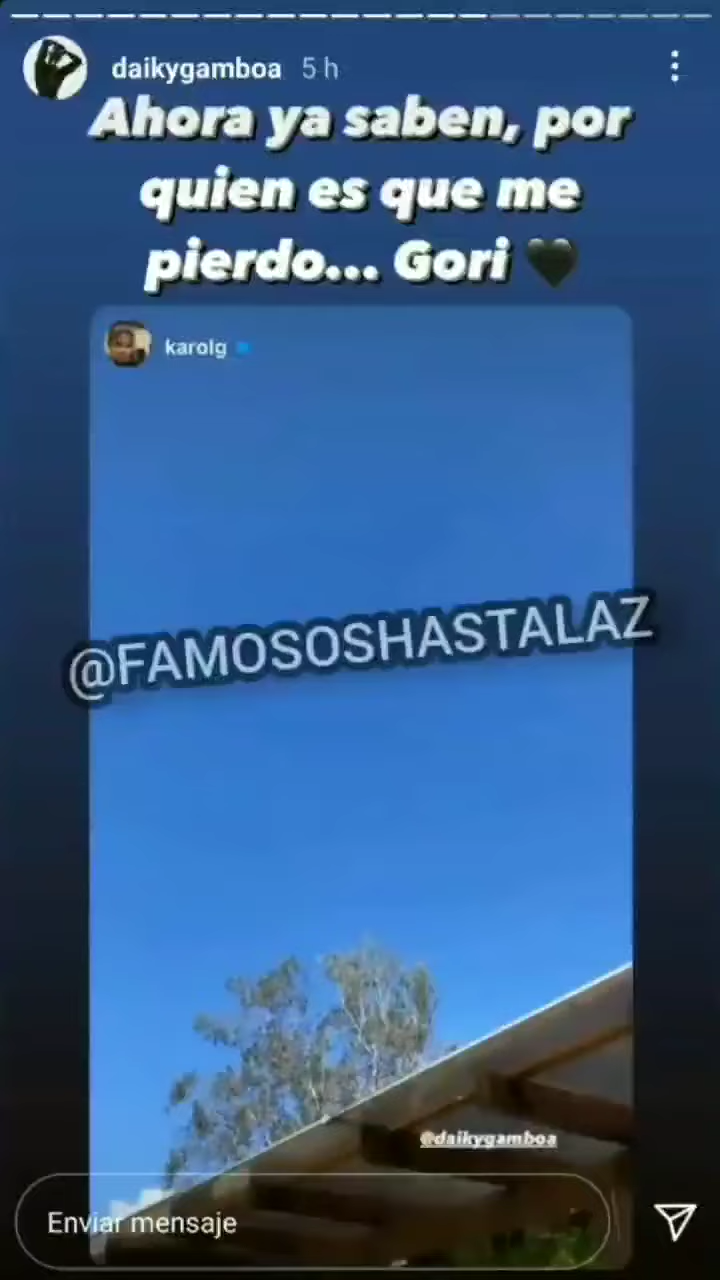 daikygamboa 5 h
Ahora ya saben, por
quien es que me
pierdo... Gori 🖤
karolg
@FAMOSOSHASTALAZ
@daikygamboa
Enviar mensaje